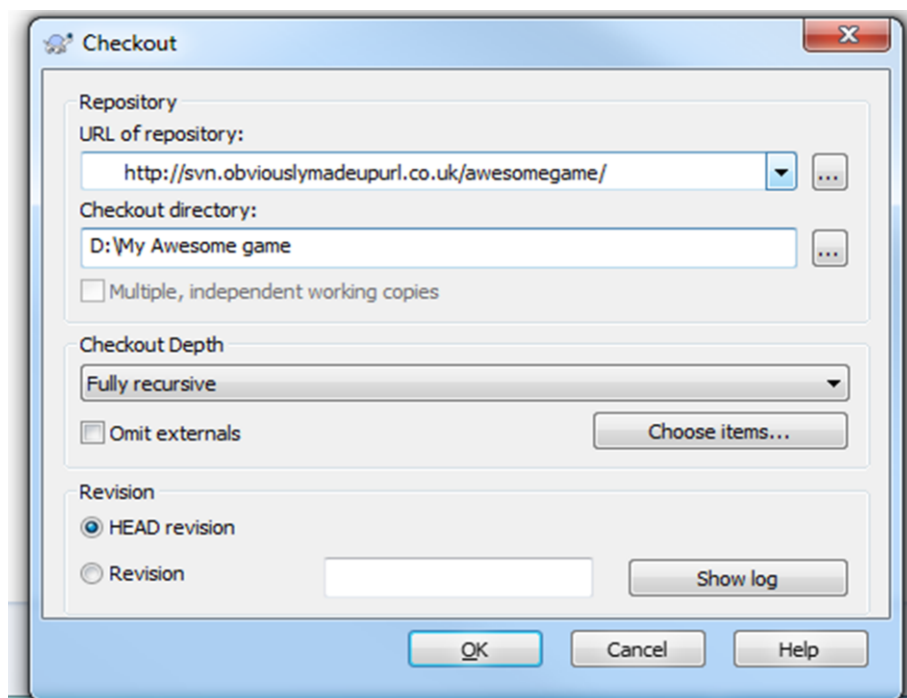 Checkout
Repository
URL of repository:
http://svn.obviouslymadeupurl.co.uk/awesomegame/
...
Checkout directory:
D:\My Awesome game
...
Multiple, independent working copies
Checkout Depth
Fully recursive
Omit externals
Choose items...
Revision
HEAD revision
Revision
Show log
OK
Cancel
Help